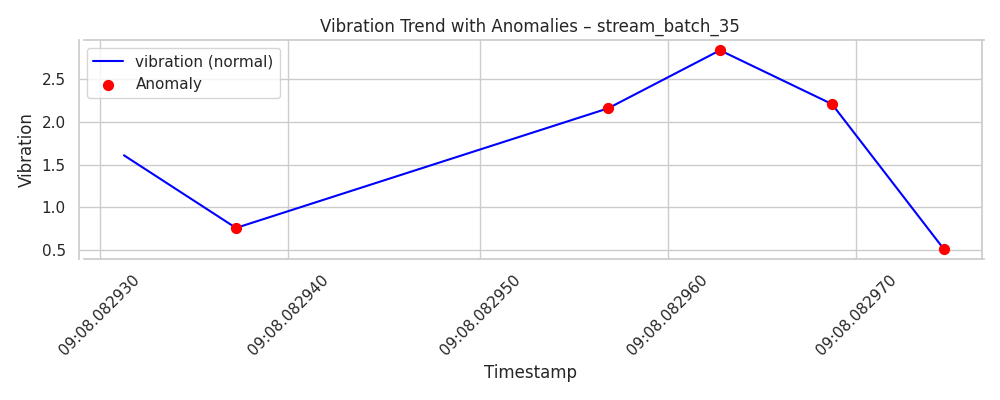 Vibration Trend with Anomalies – stream_batch_35
vibration (normal)
Anomaly
Vibration
2.5
2.0
1.5
1.0
0.5
09:08.082930
09:08.082940
09:08.082950
09:08.082960
09:08.082970
Timestamp